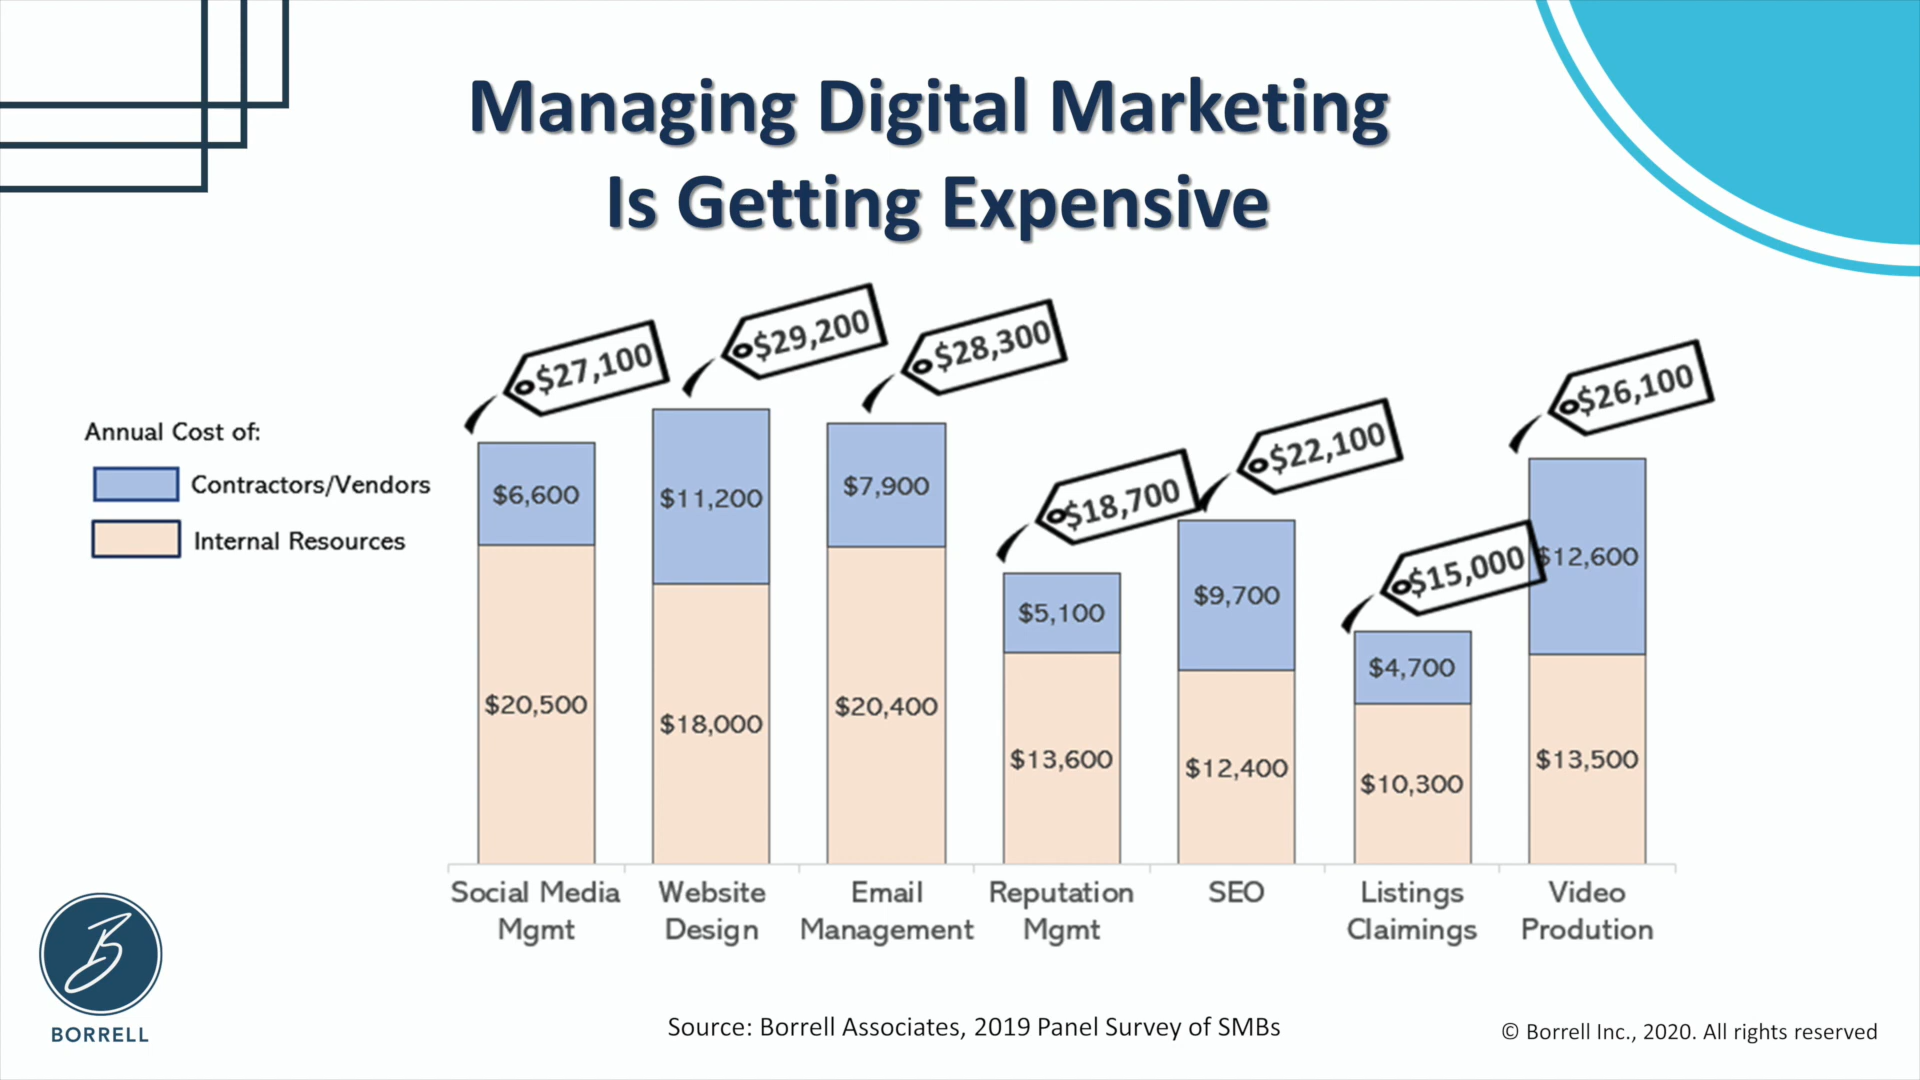 Managing Digital Marketing
Is Getting Expensive
Annual Cost of:
Contractors/Vendors
Internal Resources
$27,100
$29,200
$28,300
$18,700
$22,100
$15,000
$26,100
$6,600
$11,200
$7,900
$5,100
$9,700
$4,700
$12,600
$20,500
$18,000
$20,400
$13,600
$12,400
$10,300
$13,500
Social Media
Mgmt
Website
Design
Email
Management
Reputation
Mgmt
SEO
Listings
Claimings
Video
Prodution
B
BORRELL
Source: Borrell Associates, 2019 Panel Survey of SMBs
© Borrell Inc., 2020. All rights reserved